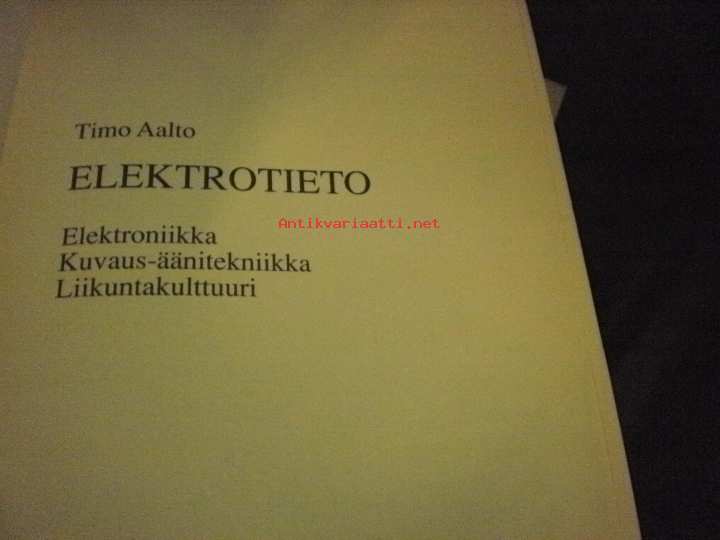 Timo Aalto
ELEKTROTIETO
Antikvariaatti.net
Elektroniikka
Kuvaus-äänitekniikka
Liikuntakulttuuri